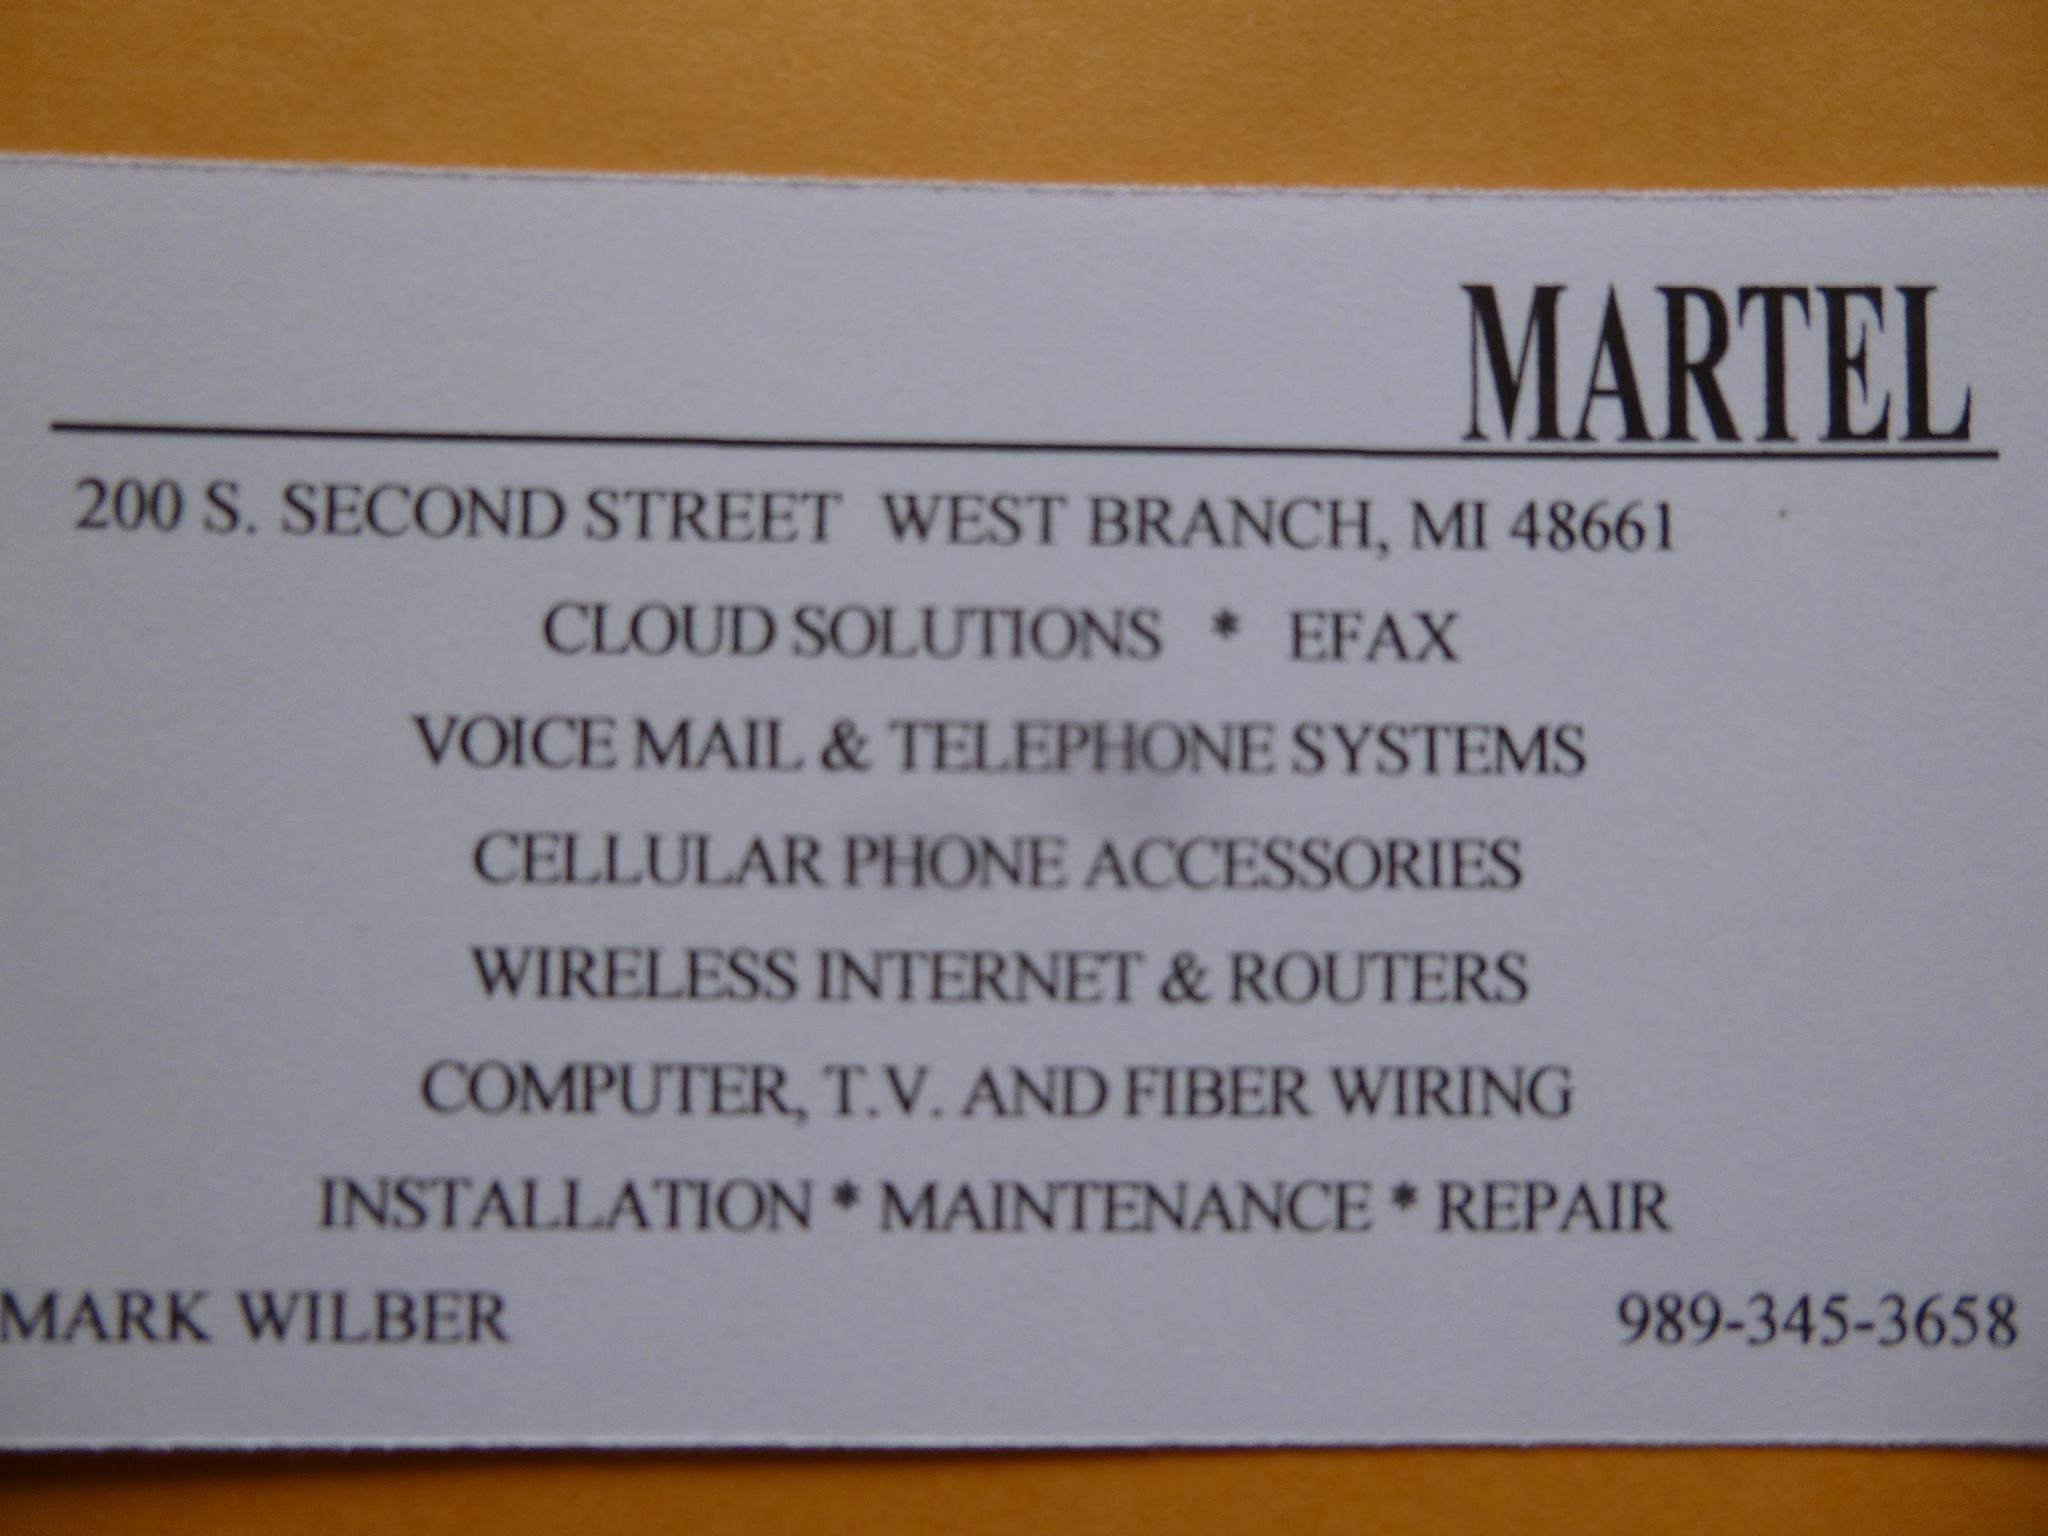 MARTEL
200 S. SECOND STREET WEST BRANCH, MI 48661
CLOUD SOLUTIONS * EFAX
VOICE MAIL & TELEPHONE SYSTEMS
CELLULAR PHONE ACCESSORIES
WIRELESS INTERNET & ROUTERS
COMPUTER, T.V. AND FIBER WIRING
INSTALLATION * MAINTENANCE * REPAIR
MARK WILBER 989-345-3658